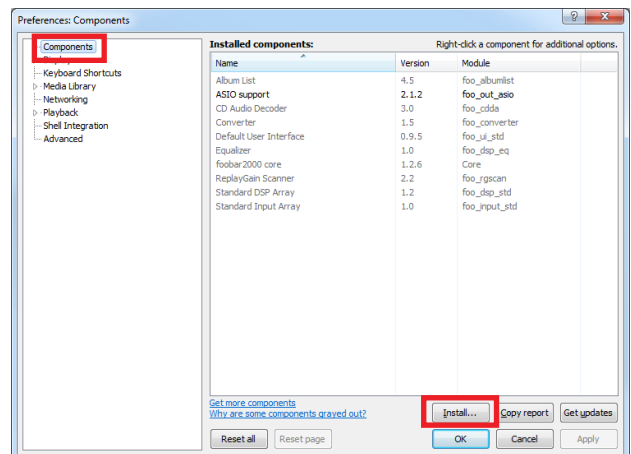 Preferences: Components
Components
Keyboard Shortcuts
Media Library
Networking
Playback
Shell Integration
Advanced
Installed components:
Right-click a component for additional options.
Name Version Module
Album List 4.5 foo_albumlist
ASIO support 2.1.2 foo_out_asio
CD Audio Decoder 3.0 foo_cdda
Converter 1.5 foo_converter
Default User Interface 0.9.5 foo_ui_std
Equalizer 1.0 foo_dsp_eq
foobar2000 core 1.2.6 Core
ReplayGain Scanner 2.2 foo_rgscan
Standard DSP Array 1.2 foo_dsp_std
Standard Input Array 1.0 foo_input_std
Get more components
Why are some components grayed out?
Install... Copy report Get updates
Reset all Reset page OK Cancel Apply